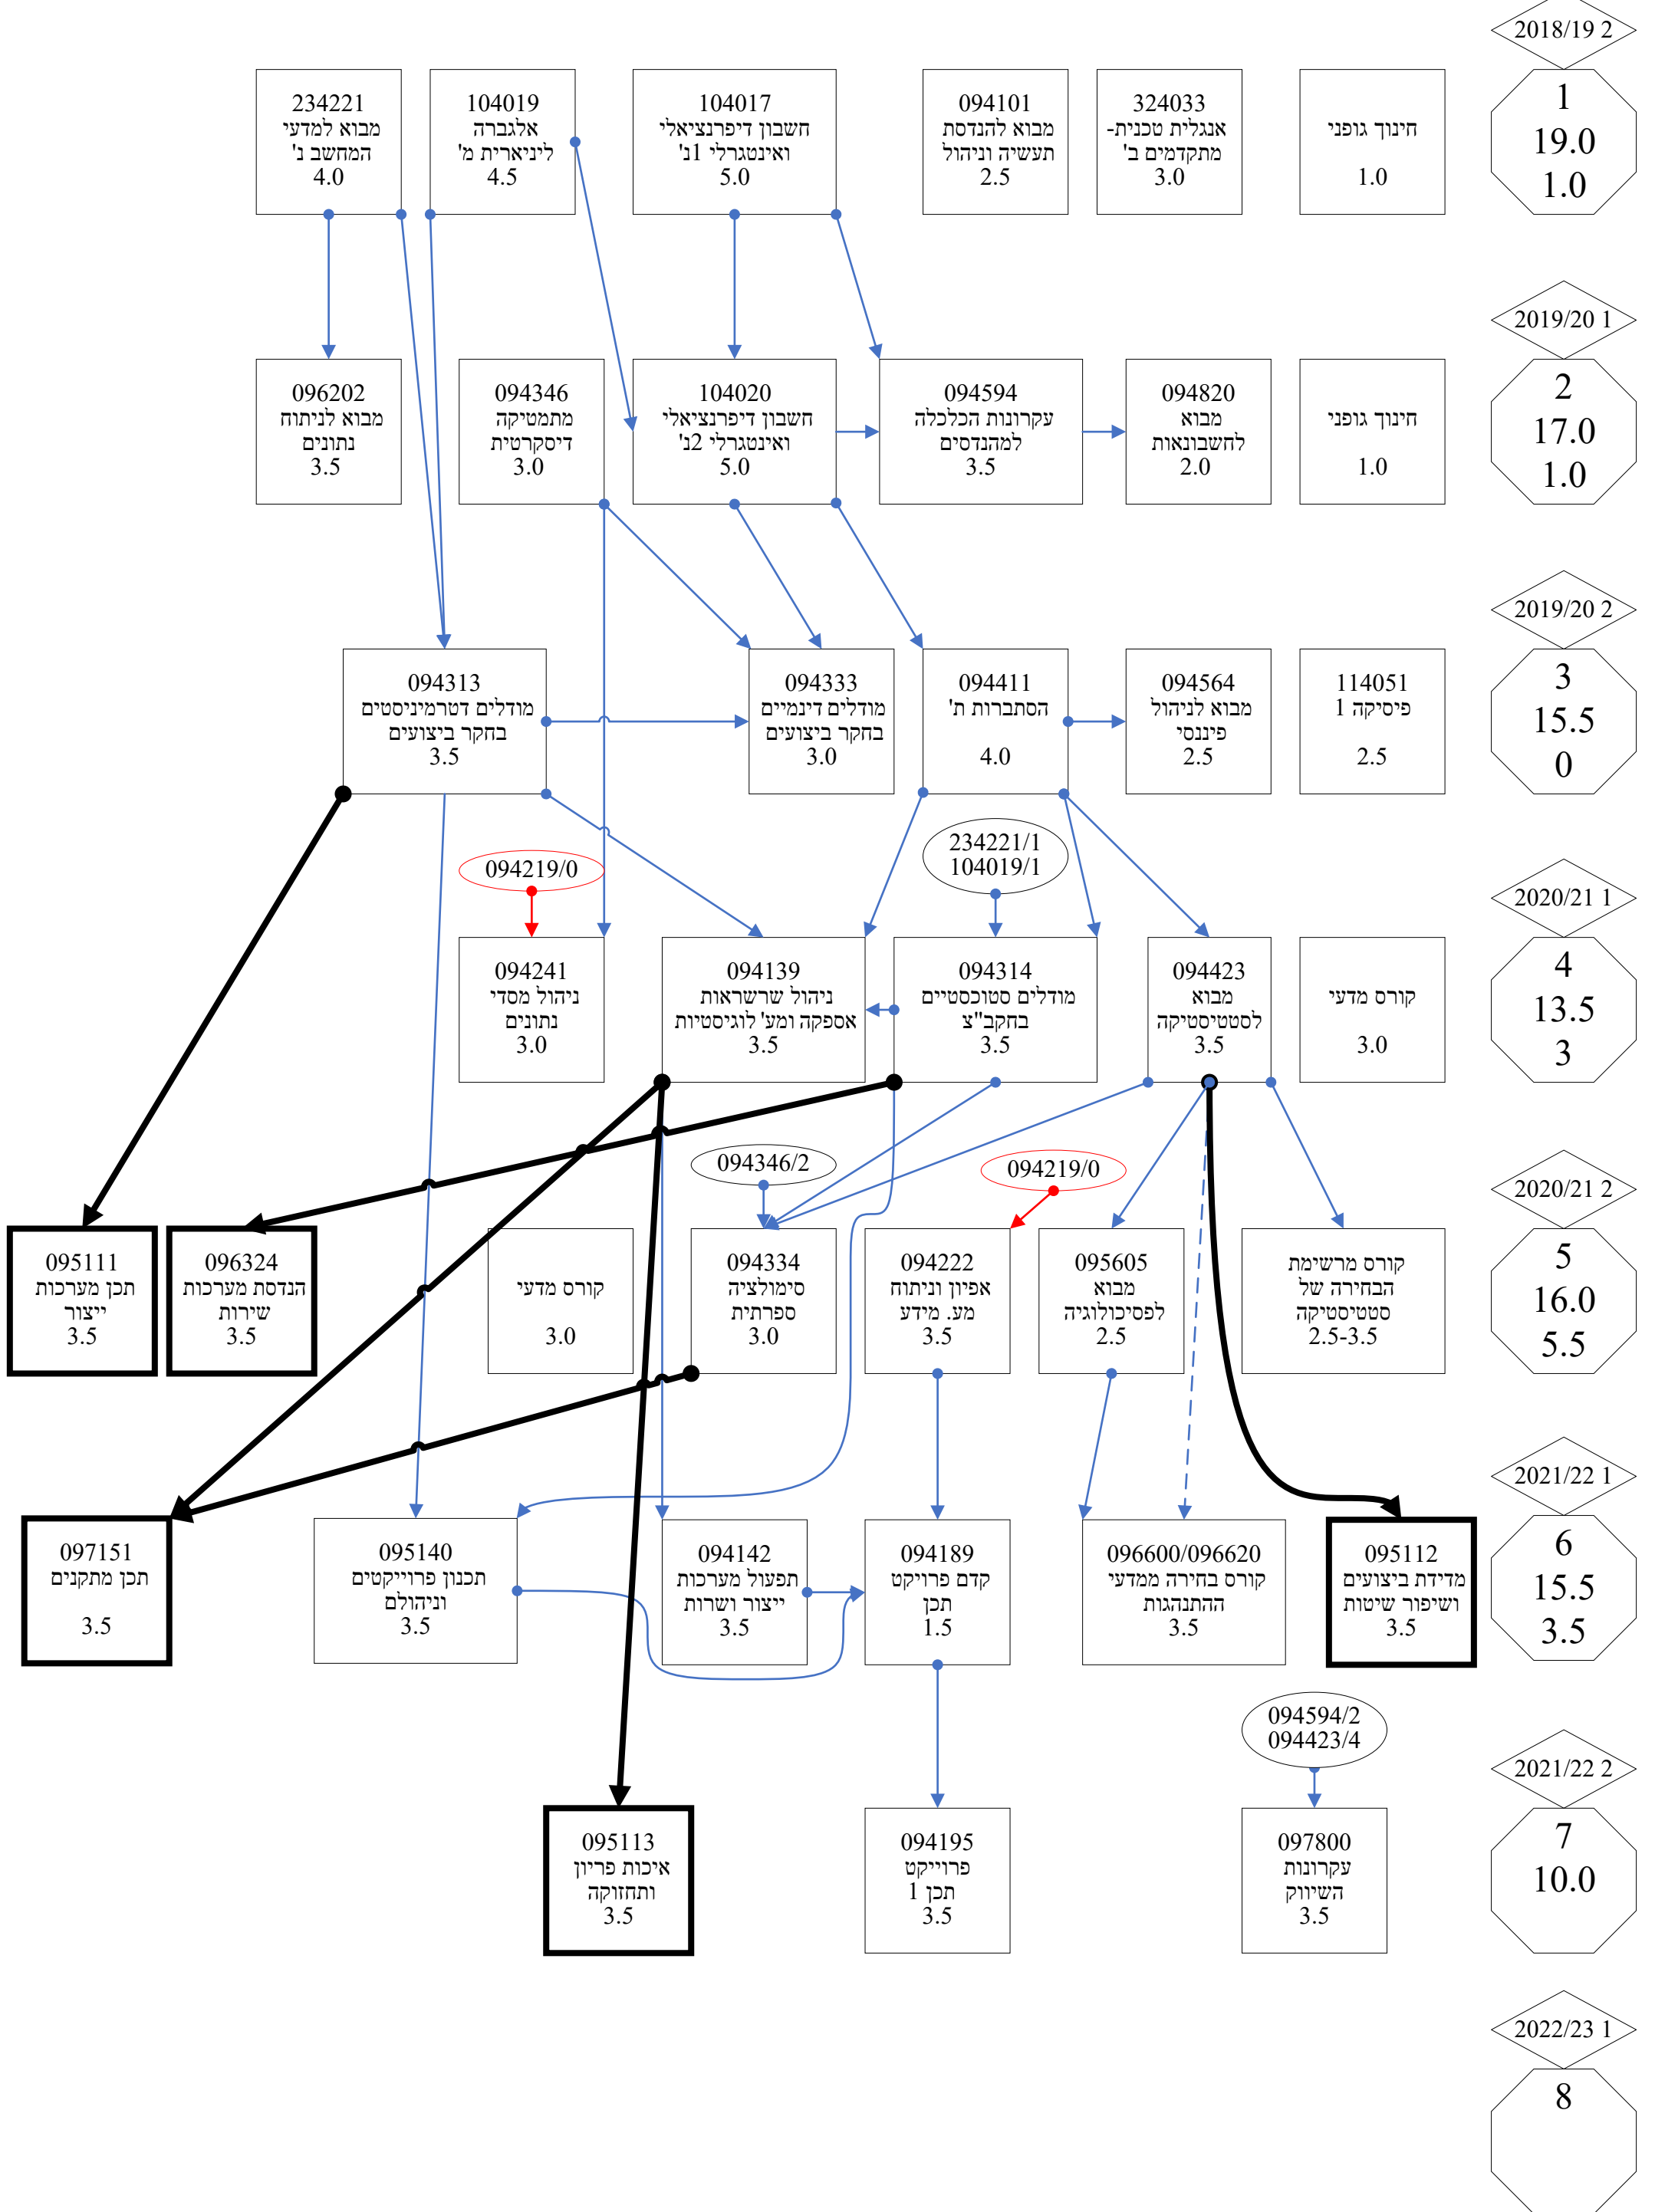 2018/19 2
1
19.0
1.0
חינוך גופני
1.0
324033
אנגלית טכנית-
מתקדמים ב'
3.0
094101
מבוא להנדסת
תעשיה וניהול
2.5
104017
חשבון דיפרנציאלי
ואינטגרלי 1נ'
5.0
104019
אלגברה
ליניארית מ'
4.5
234221
מבוא למדעי
המחשב נ'
4.0
2019/20 1
2
17.0
1.0
חינוך גופני
1.0
094820
מבוא
לחשבונאות
2.0
094594
עקרונות הכלכלה
למהנדסים
3.5
104020
חשבון דיפרנציאלי
ואינטגרלי 2נ'
5.0
094346
מתמטיקה
דיסקרטית
3.0
096202
מבוא לניתוח
נתונים
3.5
2019/20 2
3
15.5
0
114051
פיסיקה 1
2.5
094564
מבוא לניהול
פיננסי
2.5
094411
הסתברות ת'
4.0
094333
מודלים דינמיים
בחקר ביצועים
3.0
094313
מודלים דטרמיניסטים
בחקר ביצועים
3.5
234221/1
104019/1
094219/0
2020/21 1
4
13.5
3
קורס מדעי
3.0
094423
מבוא
לסטטיסטיקה
3.5
094314
מודלים סטוכסטיים
בחקב"צ
3.5
094139
ניהול שרשראות
אספקה ומע' לוגיסטיות
3.5
094241
ניהול מסדי
נתונים
3.0
094219/0
094346/2
2020/21 2
5
16.0
5.5
קורס מרשימת
הבחירה של
סטטיסטיקה
2.5-3.5
095605
מבוא
לפסיכולוגיה
2.5
094222
אפיון וניתוח
מע. מידע
3.5
094334
סימולציה
ספרתית
3.0
קורס מדעי
3.0
096324
הנדסת מערכות
שירות
3.5
095111
תכן מערכות
ייצור
3.5
2021/22 1
6
15.5
3.5
095112
מדידת ביצועים
ושיפור שיטות
3.5
096600/096620
קורס בחירה ממדעי
ההתנהגות
3.5
094189
קדם פרויקט
תכן
1.5
094142
תפעול מערכות
ייצור ושרות
3.5
095140
תכנון פרוייקטים
וניהולם
3.5
097151
תכן מתקנים
3.5
094594/2
094423/4
2021/22 2
7
10.0
097800
עקרונות
השיווק
3.5
094195
פרוייקט
תכן 1
3.5
095113
איכות פריון
ותחזוקה
3.5
2022/23 1
8